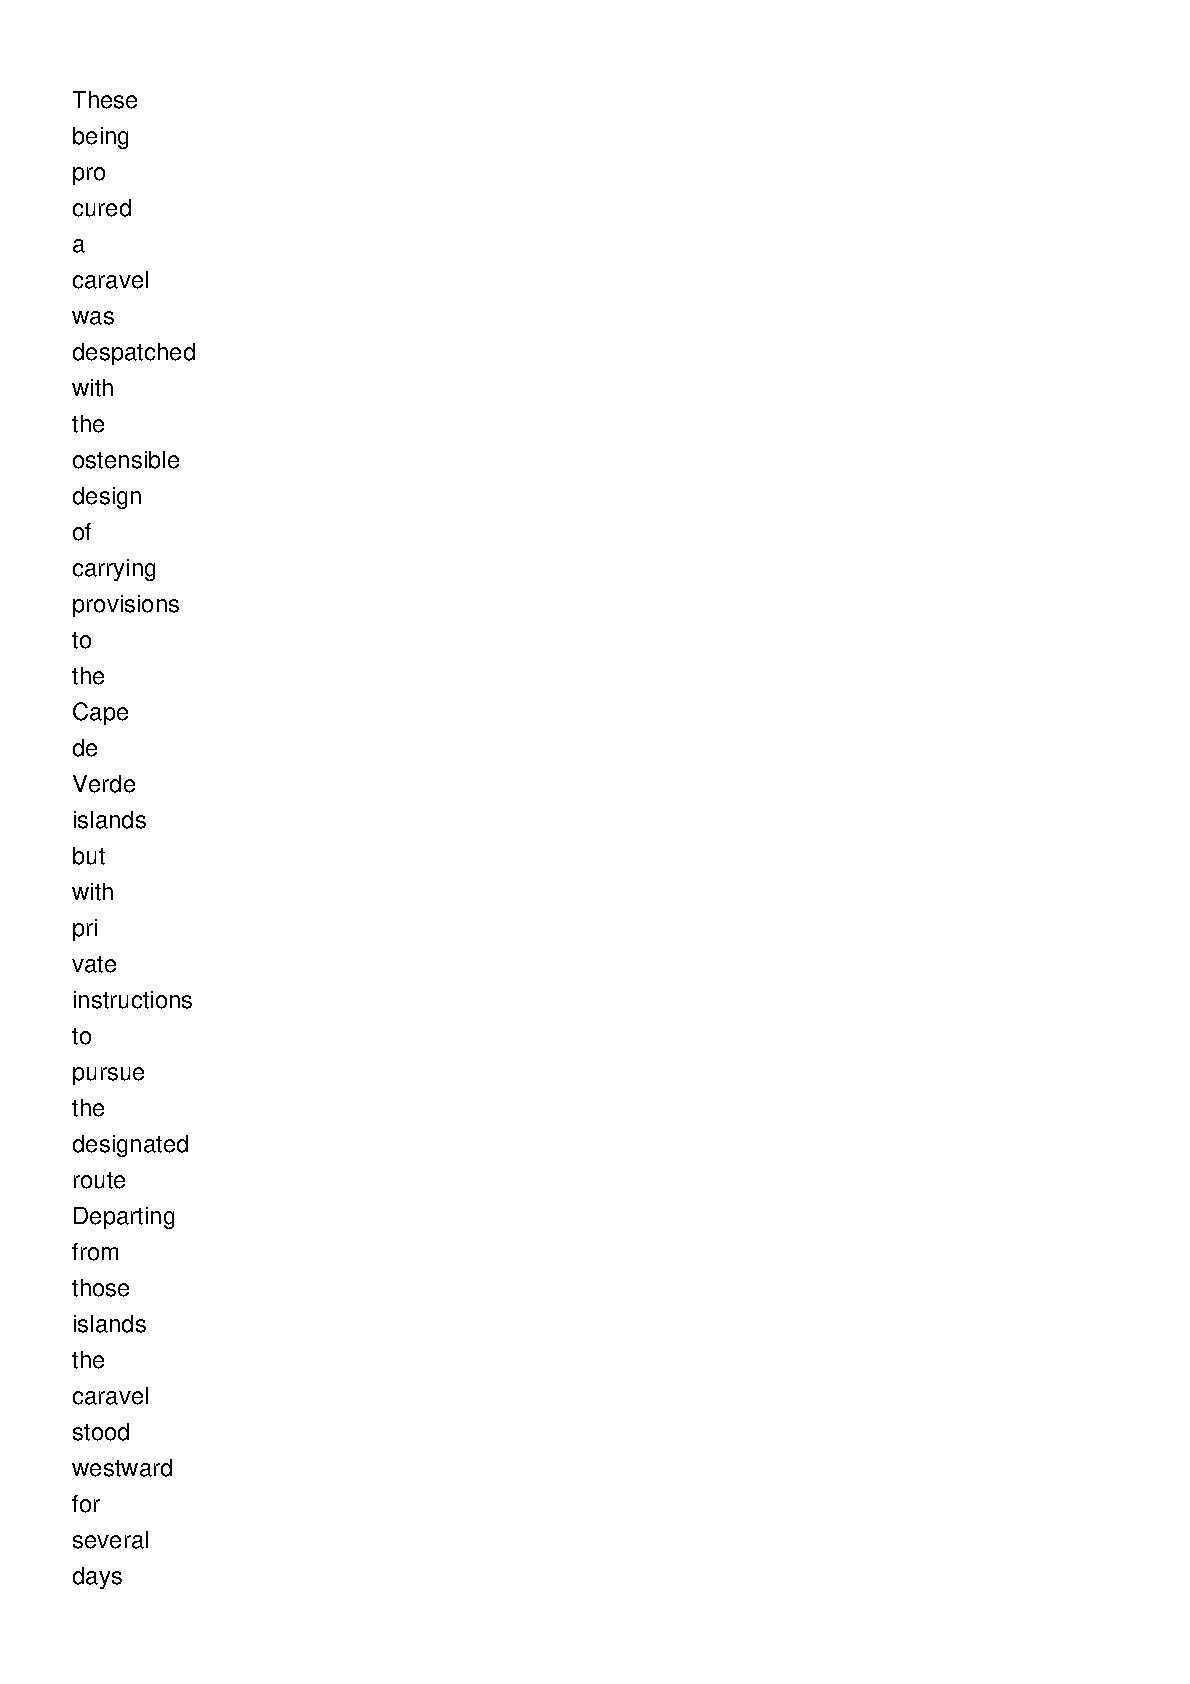 These
being
pro
cured
a
caravel
was
despatched
with
the
ostensible
design
of
carrying
provisions
to
the
Cape
de
Verde
islands
but
with
pri
vate
instructions
to
pursue
the
designated
route
Departing
from
those
islands
the
caravel
stood
westward
for
several
days